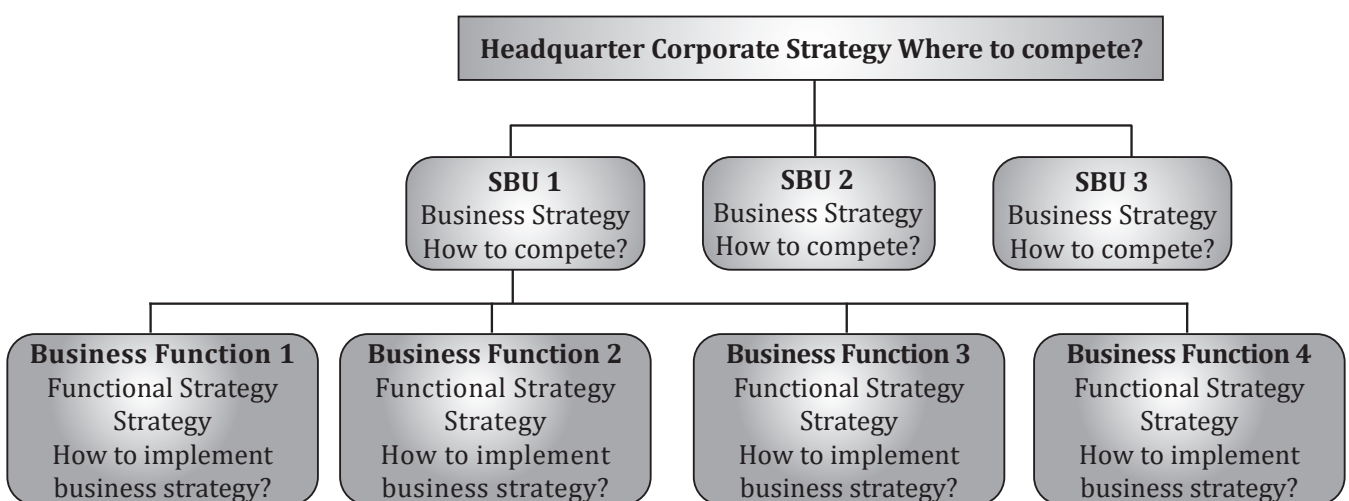 Headquarter Corporate Strategy Where to compete?
SBU 1
Business Strategy
How to compete?
SBU 2
Business Strategy
How to compete?
SBU 3
Business Strategy
How to compete?
Business Function 1
Functional Strategy
Strategy
How to implement
business strategy?
Business Function 2
Functional Strategy
Strategy
How to implement
business strategy?
Business Function 3
Functional Strategy
Strategy
How to implement
business strategy?
Business Function 4
Functional Strategy
Strategy
How to implement
business strategy?